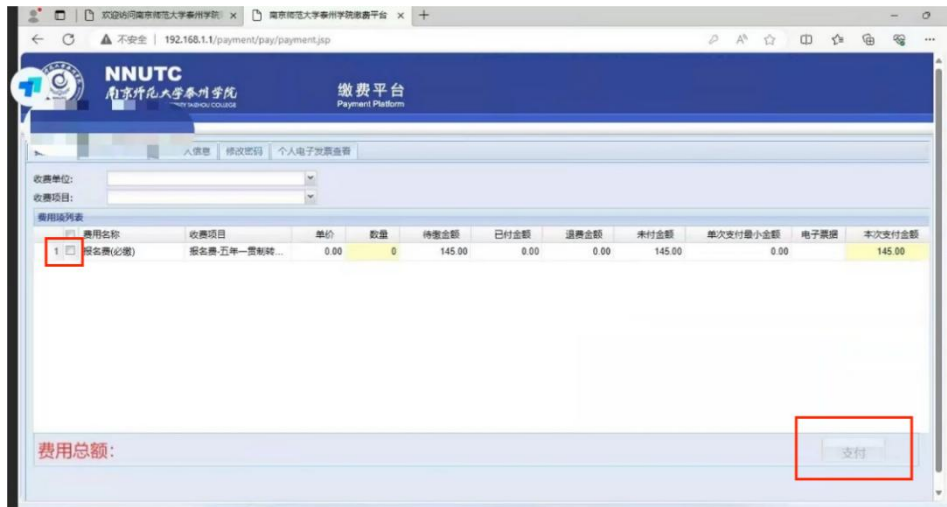 欢迎访问南京师范大学泰州学院 × 南京师范大学泰州学院缴费平台 × +
不安全 | 192.168.1.1/payment/pay/payment.jsp
NNUTC
南京师范大学泰州学院 缴费平台
TAIZHOU COLLEGE Payment Platform
人信息 修改密码 个人电子发票查看
收费单位:
收费项目:
费用项列表
费用名称 收费项目 单价 数量 待缴金额 已付金额 退费金额 未付金额 单次支付最小金额 电子票据 本次支付金额
1 报名费(必缴) 报名费-五年一贯制转... 0.00 0 145.00 0.00 0.00 145.00 0.00 145.00
费用总额: 支付